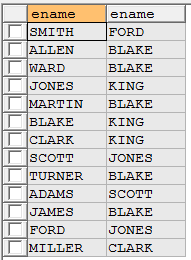 ename ename
SMITH FORD
ALLEN BLAKE
WARD BLAKE
JONES KING
MARTIN BLAKE
BLAKE KING
CLARK KING
SCOTT JONES
TURNER BLAKE
ADAMS SCOTT
JAMES BLAKE
FORD JONES
MILLER CLARK